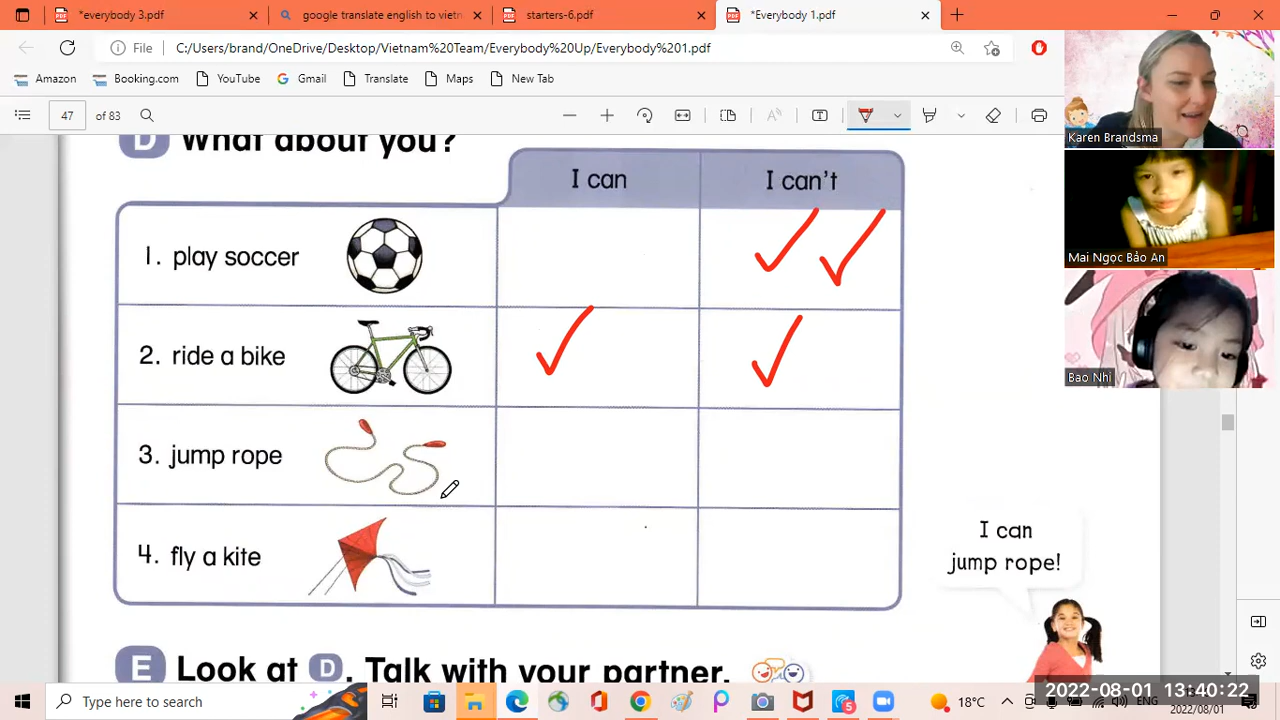 *everybody 3.pdf
google translate english to vietn
starters-6.pdf
*Everybody 1.pdf
File
C:/Users/brand/OneDrive/Desktop/Vietnam%20Team/Everybody%20Up/Everybody%201.pdf
Amazon
Booking.com
YouTube
Gmail
Translate
Maps
New Tab
47 of 83
Karen Brandsma
Mai Ngọc Bảo An
Bao Nhi
D What about you?
I can
I can't
1. play soccer
2. ride a bike
3. jump rope
4. fly a kite
I can
jump rope!
E Look at D. Talk with your partner.
Type here to search
5
18°C
ENG
2022-08-01 13:40:22
2022/08/01